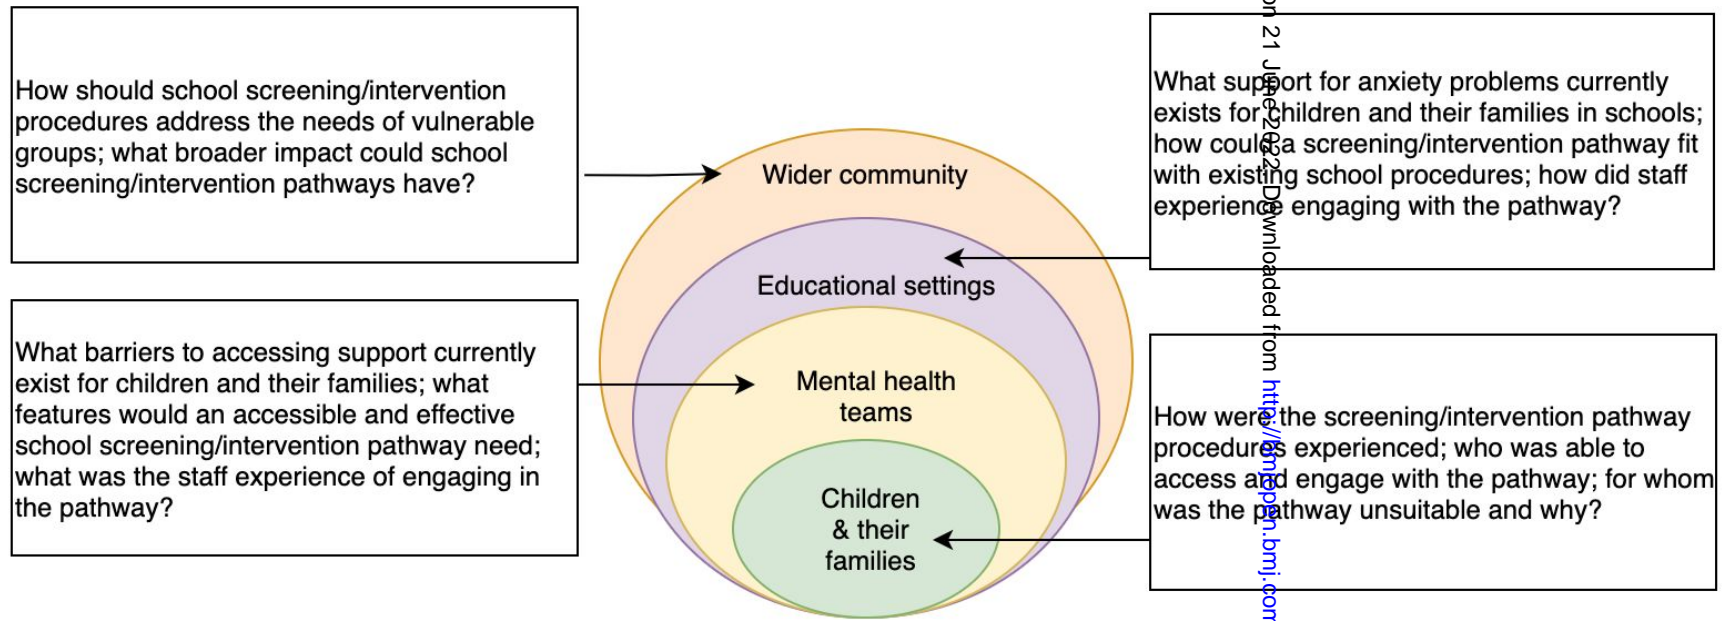 How should school screening/intervention
procedures address the needs of vulnerable
groups; what broader impact could school
screening/intervention pathways have?
What support for anxiety problems currently
exists for children and their families in schools;
how could a screening/intervention pathway fit
with existing school procedures; how did staff
experience engaging with the pathway?
Wider community
Educational settings
What barriers to accessing support currently
exist for children and their families; what
features would an accessible and effective
school screening/intervention pathway need;
what was the staff experience of engaging in
the pathway?
Mental health
teams
Children
& their
families
How were the screening/intervention pathway
procedures experienced; who was able to
access and engage with the pathway; for whom
was the pathway unsuitable and why?
on 21 June 2022. Downloaded from http://bmjopen.bmj.com